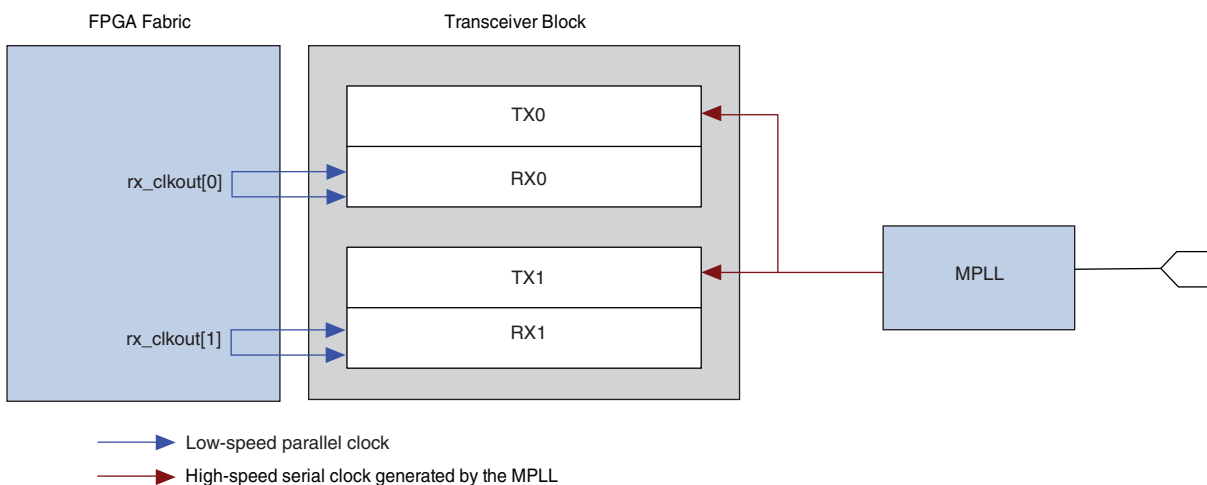 FPGA Fabric
Transceiver Block
TX0
RX0
rx_clkout[0]
TX1
RX1
rx_clkout[1]
MPLL
Low-speed parallel clock
High-speed serial clock generated by the MPLL